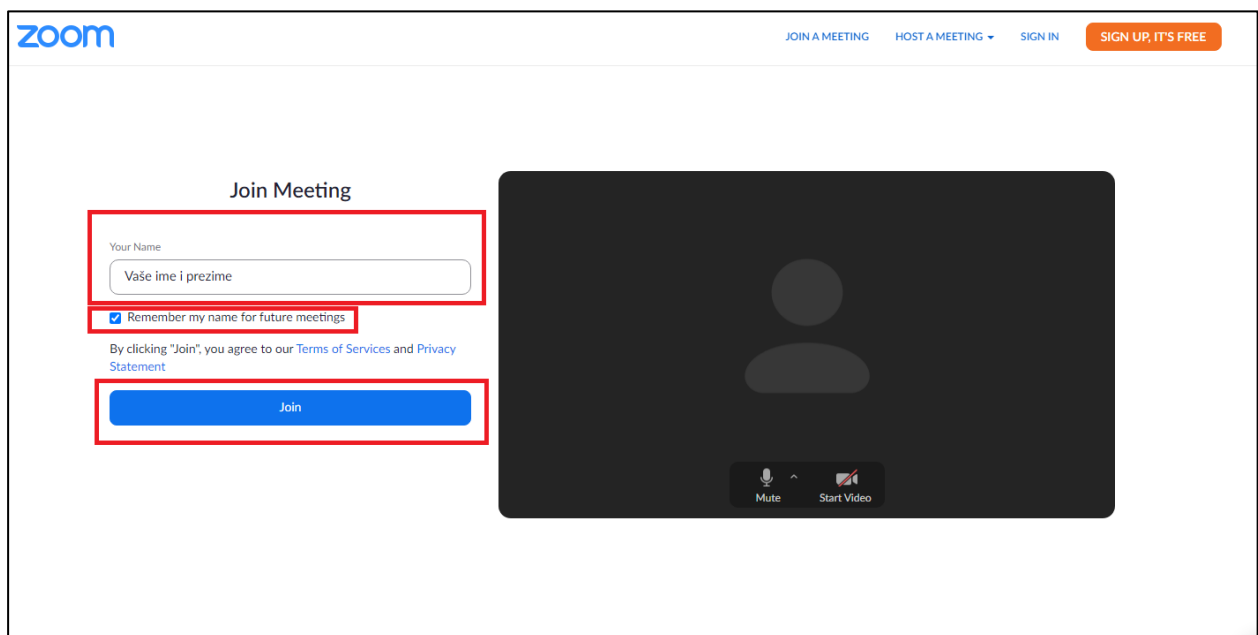 zoom
JOIN A MEETING HOST A MEETING SIGN IN SIGN UP, IT'S FREE
Join Meeting
Your Name
Vaše ime i prezime
Remember my name for future meetings
By clicking "Join", you agree to our Terms of Services and Privacy
Statement
Join
Mute Start Video